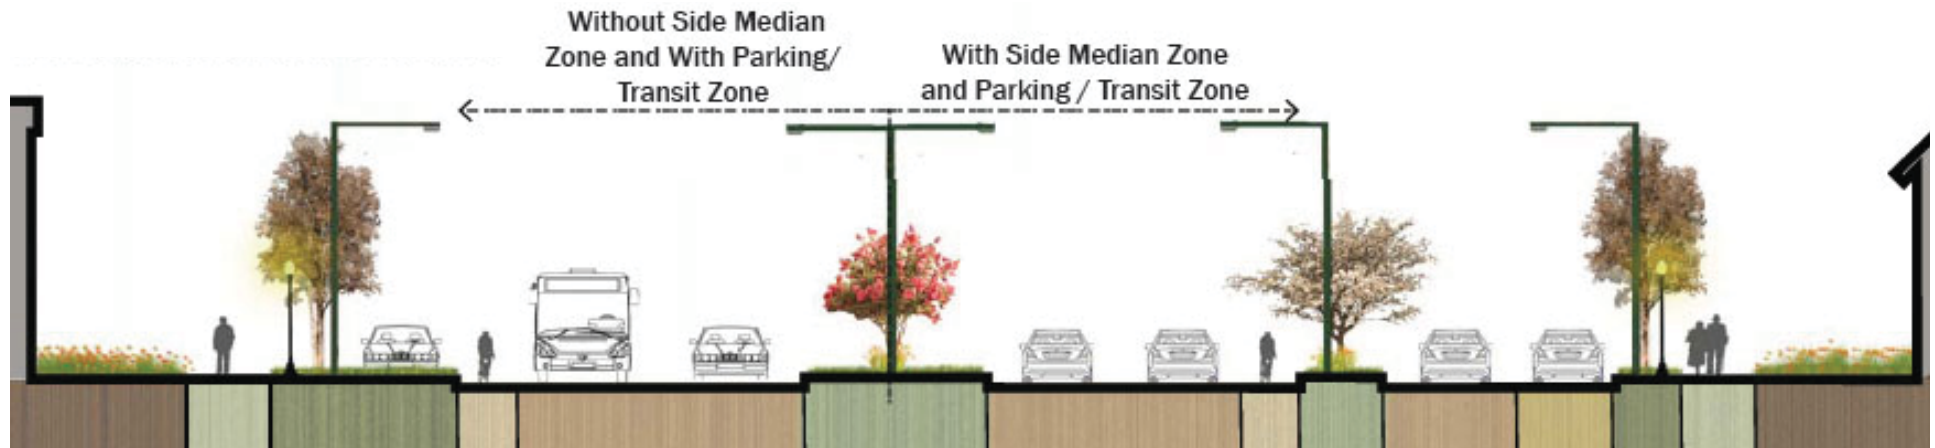 Without Side Median
Zone and With Parking/
Transit Zone
With Side Median Zone
and Parking / Transit Zone